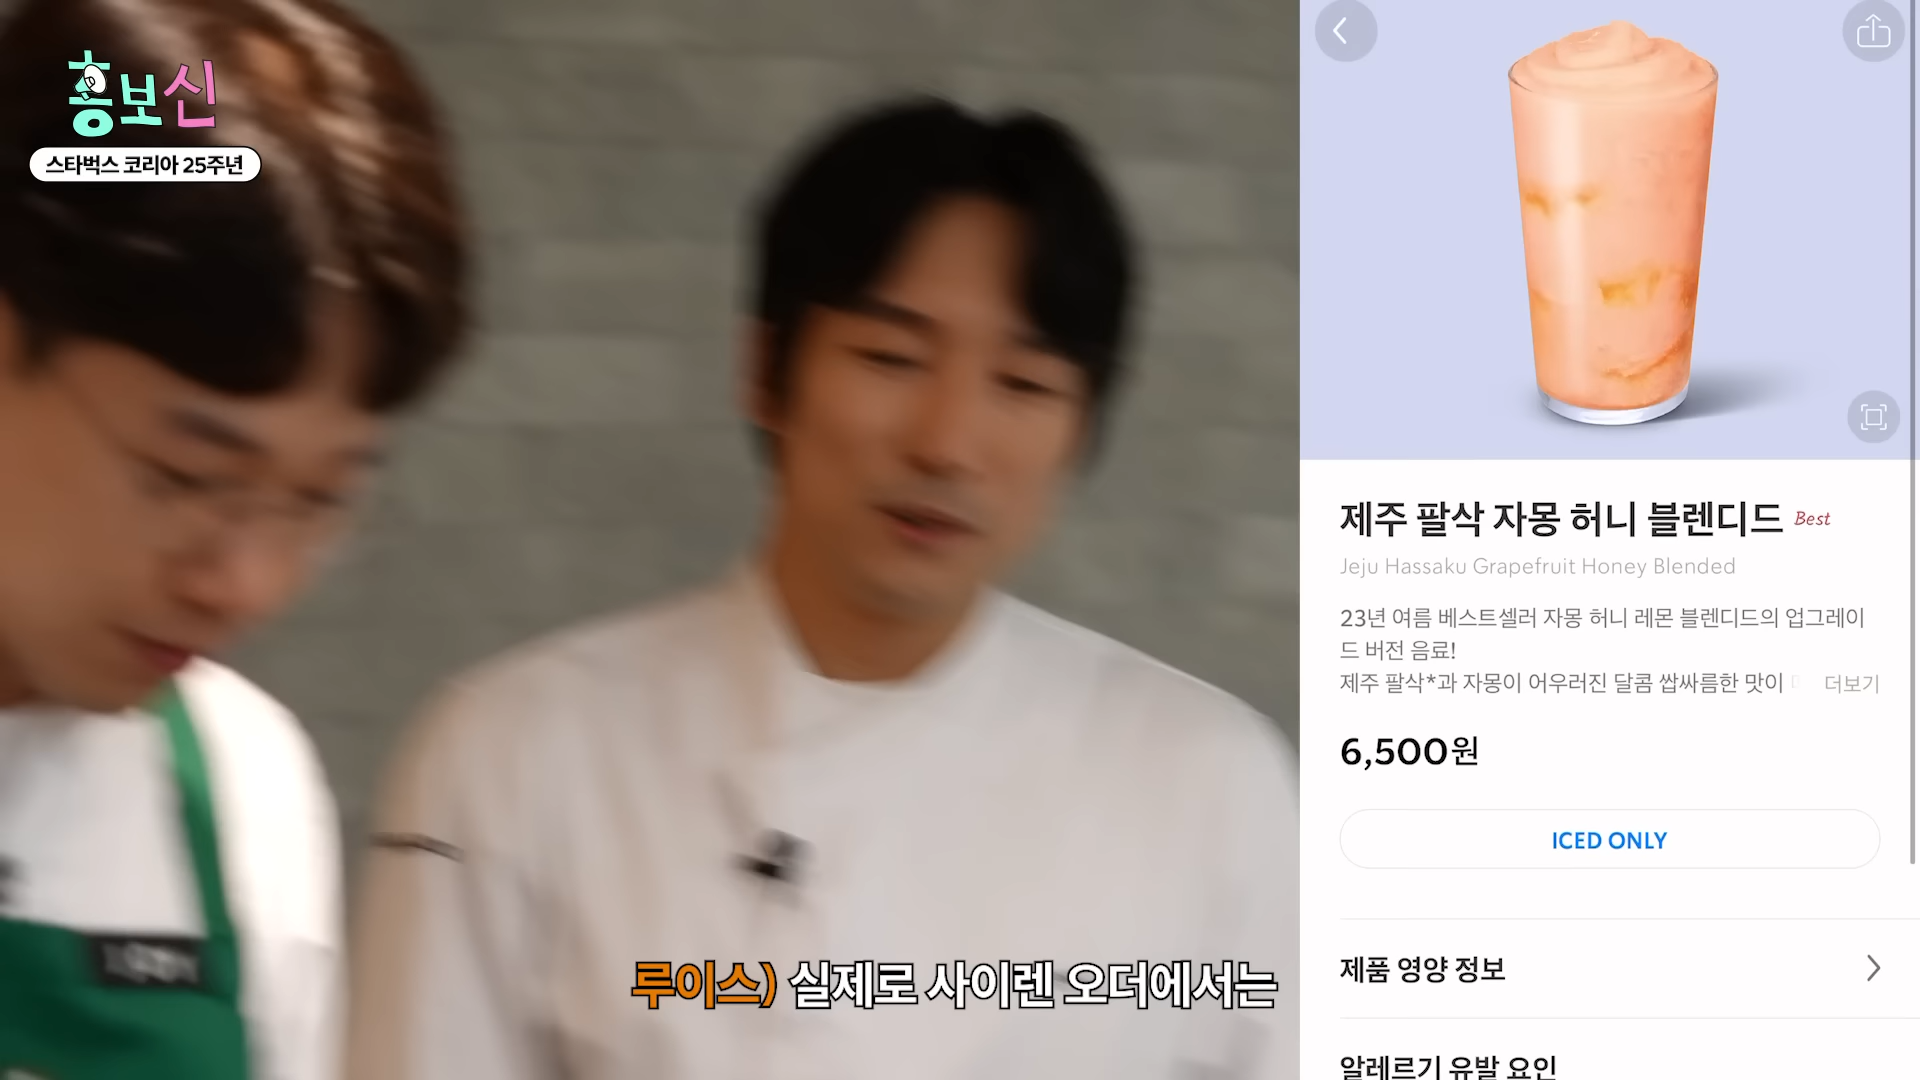 흥보신
스타벅스 코리아 25주년
루이스) 실제로 사이렌 오더에서는
제주 팔삭 자몽 허니 블렌디드 Best
Jeju Hassaku Grapefruit Honey Blended
23년 여름 베스트셀러 자몽 허니 레몬 블렌디드의 업그레이
드 버전 음료!
제주 팔삭*과 자몽이 어우러진 달콤 쌉싸름한 맛이 더보기
6,500원
ICED ONLY
제품 영양 정보
알레르기 유발 요인